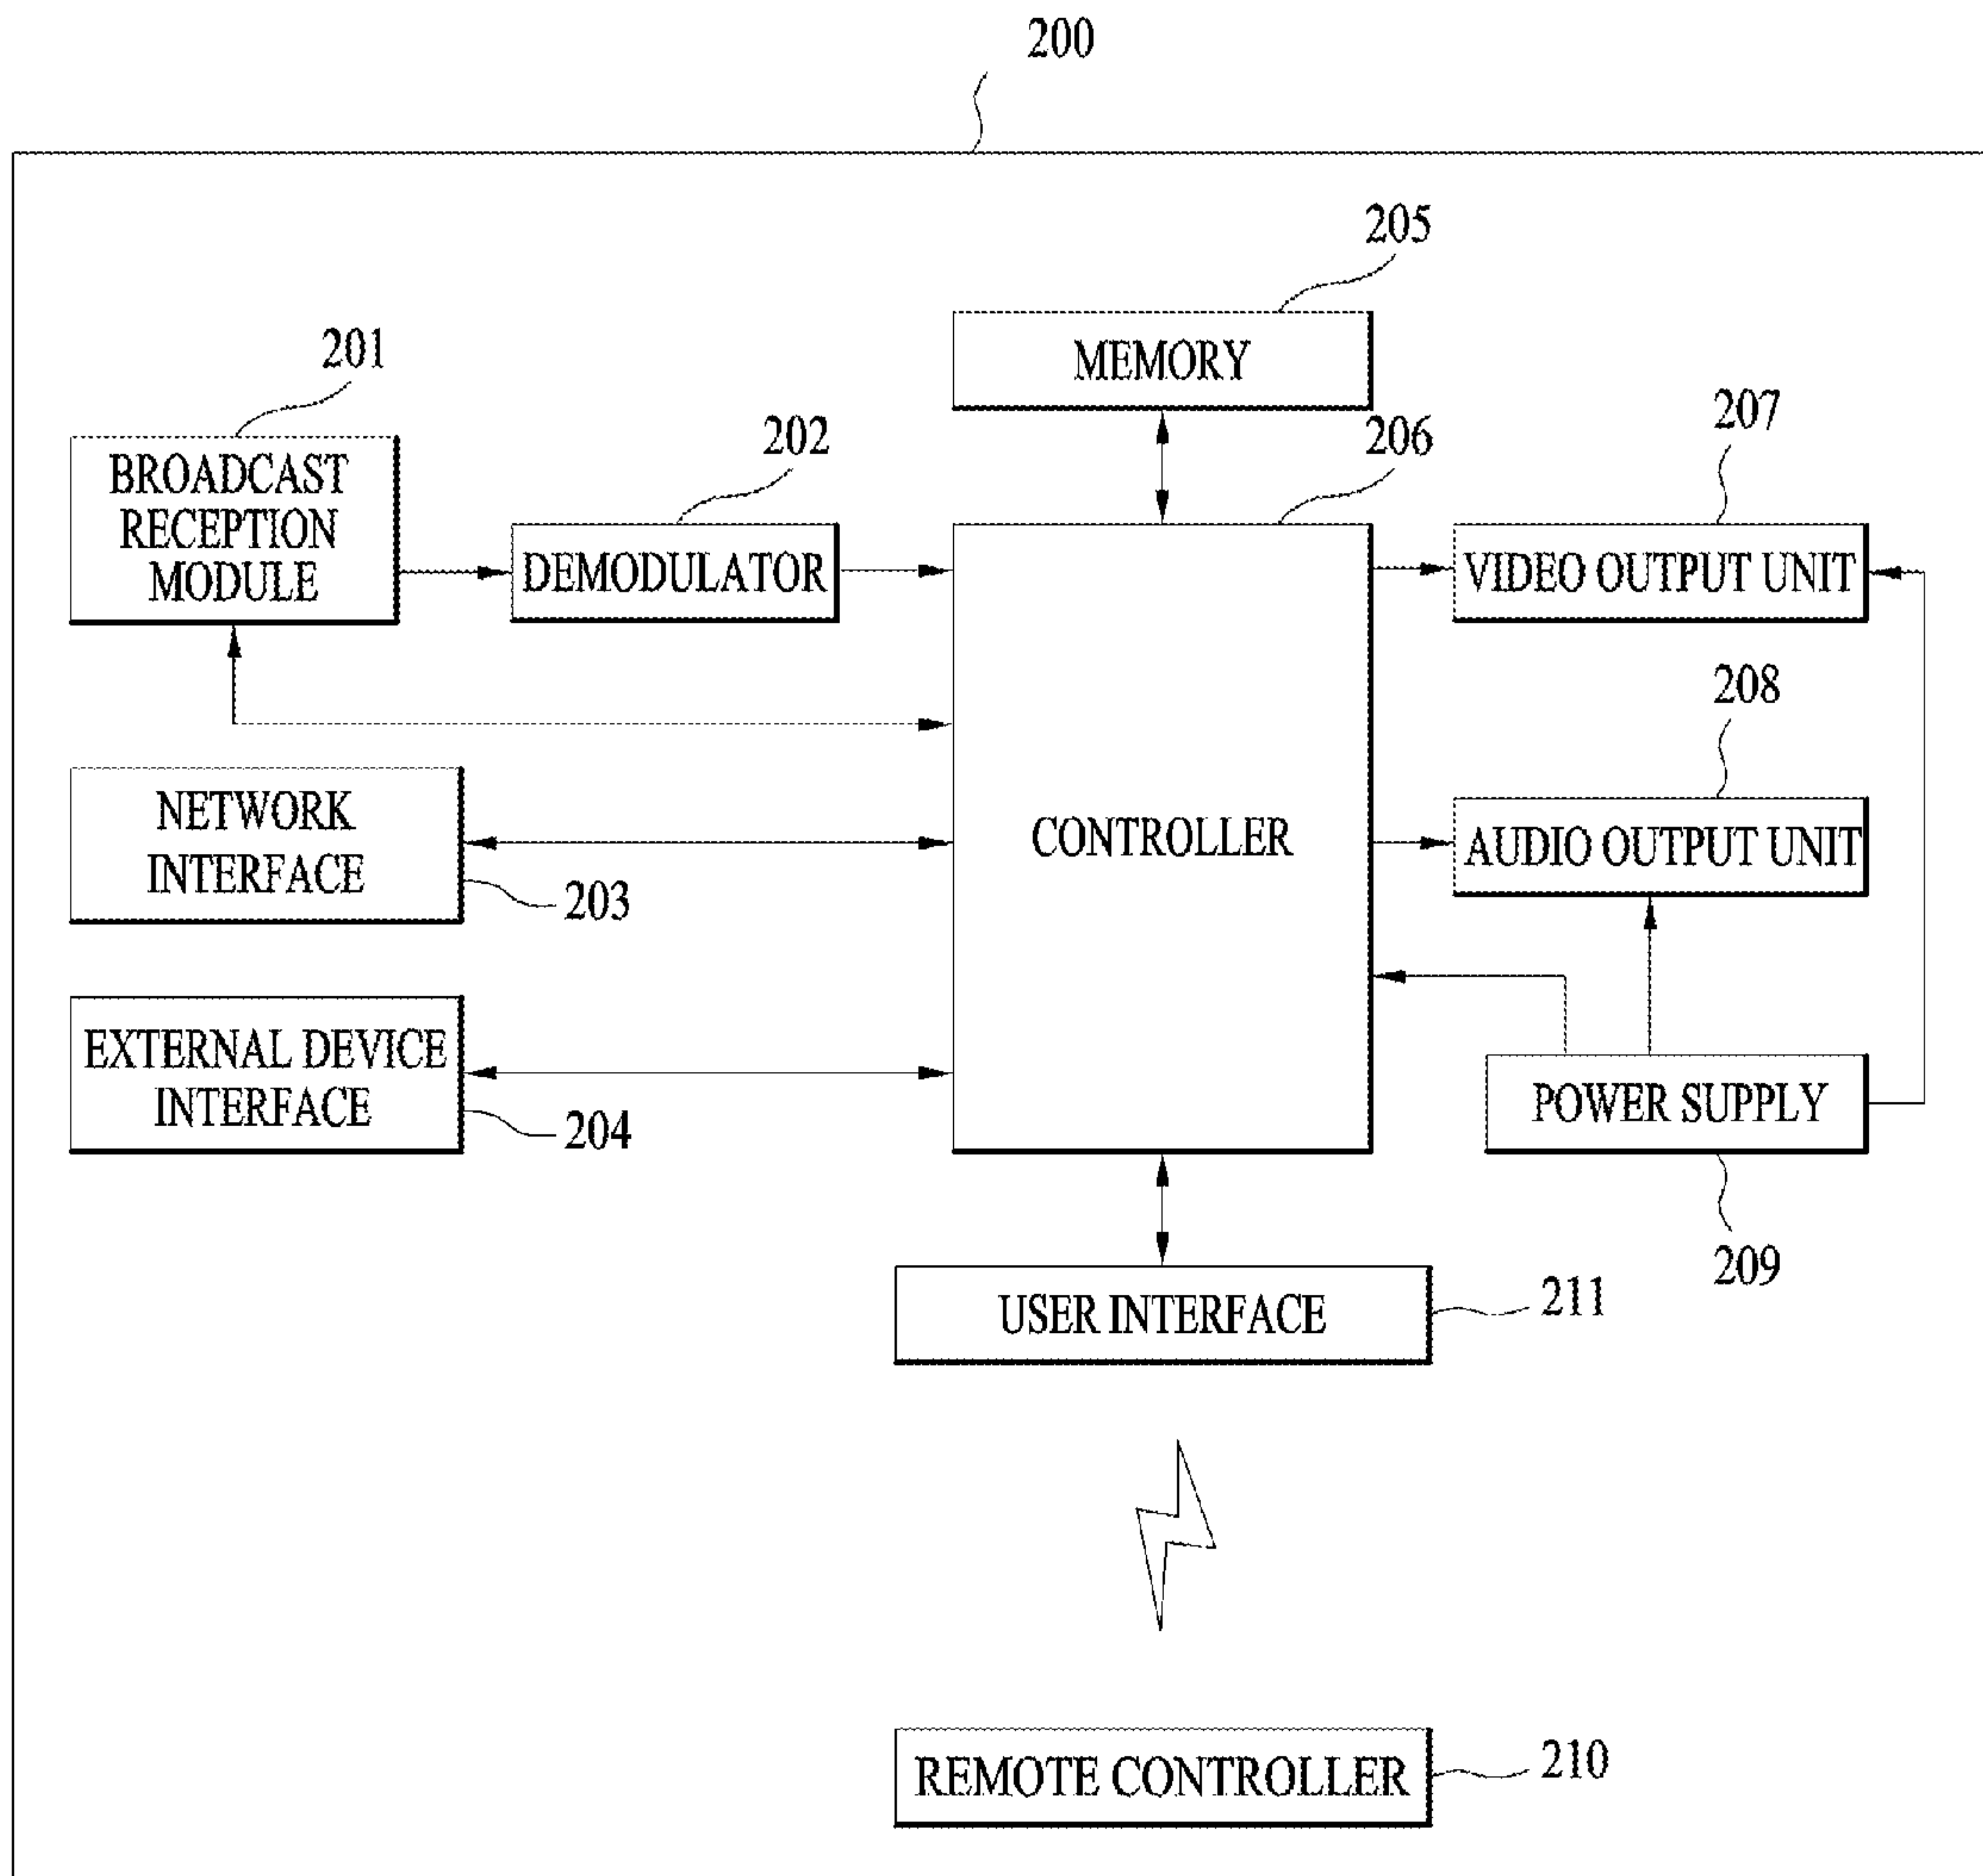 200
205
MEMORY
201
BROADCAST
RECEPTION
MODULE
202
DEMODULATOR
206
207
VIDEO OUTPUT UNIT
208
AUDIO OUTPUT UNIT
CONTROLLER
NETWORK
INTERFACE
203
EXTERNAL DEVICE
INTERFACE
204
POWER SUPPLY
209
USER INTERFACE
211
REMOTE CONTROLLER
210